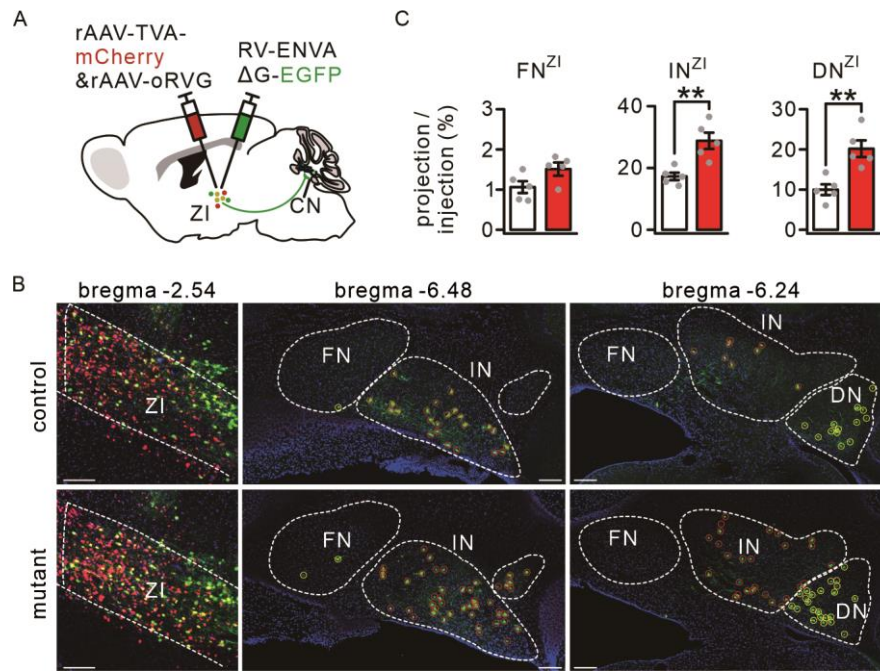 A
rAAV-TVA-
mCherry
&rAAV-oRVG
RV-ENVA
ΔG-EGFP
ZI
CN
C
projection /
injection (%)
FN^ZI
3
2
1
0
IN^ZI
**
40
20
0
DN^ZI
**
30
20
10
0
B
bregma -2.54
bregma -6.48
bregma -6.24
control
ZI
FN
IN
FN
IN
DN
mutant
ZI
FN
IN
FN
IN
DN